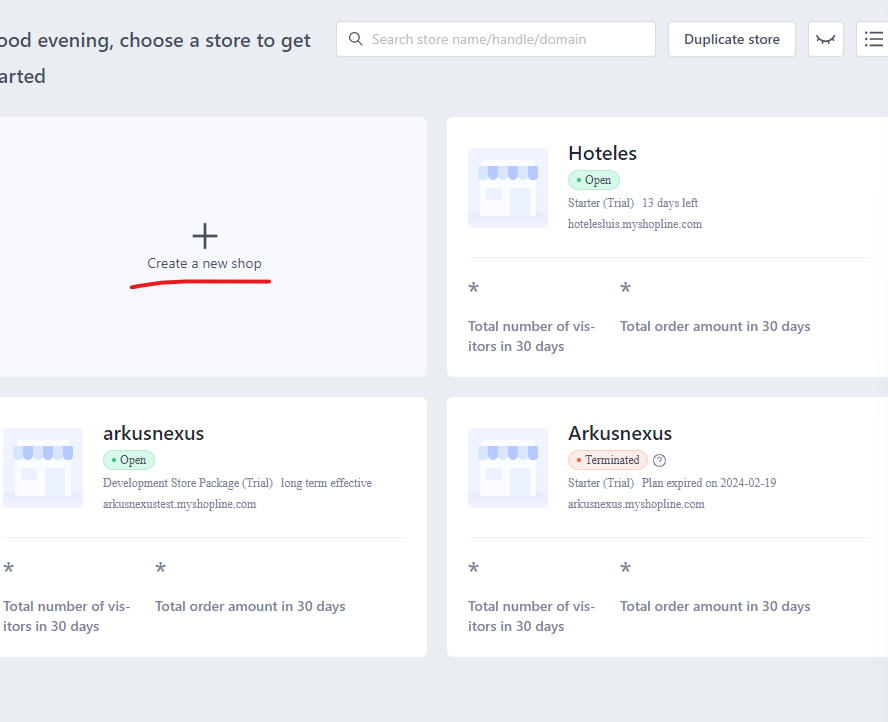 ood evening, choose a store to get
arted
Search store name/handle/domain
Duplicate store
Create a new shop
Hoteles
Open
Starter (Trial) 13 days left
hotelesluis.myshopline.com
*
*
Total number of vis-
itors in 30 days
Total order amount in 30 days
arkusnexus
Open
Development Store Package (Trial) long term effective
arkusnexustest.myshopline.com
*
*
Total number of vis-
itors in 30 days
Total order amount in 30 days
Arkusnexus
Terminated
Starter (Trial) Plan expired on 2024-02-19
arkusnexus.myshopline.com
*
*
Total number of vis-
itors in 30 days
Total order amount in 30 days